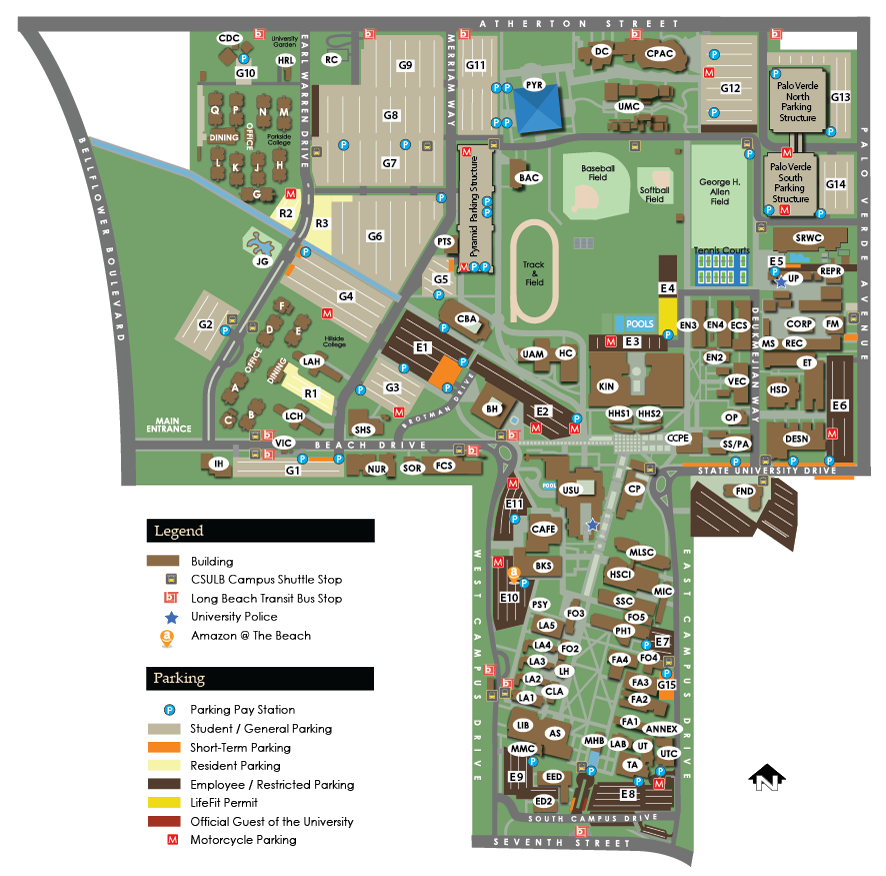 ATHERTON STREET
CDC
University
Garden
HRL
G10
RC
EARL WARREN DRIVE
MERRIAM WAY
G9
G8
G7
G11
PYR
DC
CPAC
UMC
G12
Palo Verde
North
Parking
Structure
G13
Palo Verde
South
Parking
Structure
G14
PALO VERDE AVENUE
BELLFLOWER BOULEVARD
Q
P
N
M
DINING
OFFICE
Parkside
College
L
K
J
H
G
R2
R3
JG
G6
PTS
G5
Pyramid Parking Structure
BAC
Baseball
Field
Softball
Field
George H.
Allen
Field
Tennis Courts
Track
&
Field
SRWC
E5
UP
REPR
E4
POOLS
E3
EN3
EN4
ECS
EN2
DEUKMEJIAN WAY
CORP
FM
MS
REC
ET
G2
G4
F
D
E
OFFICE
Hillside
College
DINING
LAH
A
B
C
R1
LCH
CBA
E1
G3
BROTMAN DRIVE
UAM
HC
KIN
HHS1
HHS2
VEC
HSD
E6
OP
DESN
BH
E2
SHS
MAIN
ENTRANCE
VIC
BEACH DRIVE
CCPE
SS/PA
STATE UNIVERSITY DRIVE
IH
G1
NUR
SOR
FCS
POOL
USU
CP
FND
E11
CAFE
BKS
E10
MLSC
HSCI
MIC
SSC
PSY
FO3
FO5
LA5
PH1
E7
LA4
FO2
FA4
FO4
LA3
LH
LA2
CLA
FA3
G15
LA1
FA2
FA1
ANNEX
LIB
AS
MHB
LAB
UT
UTC
MMC
TA
E9
EED
ED2
E8
WEST CAMPUS DRIVE
EAST CAMPUS DRIVE
SOUTH CAMPUS DRIVE
SEVENTH STREET
N
Legend
Building
CSULB Campus Shuttle Stop
Long Beach Transit Bus Stop
University Police
Amazon @ The Beach
Parking
Parking Pay Station
Student / General Parking
Short-Term Parking
Resident Parking
Employee / Restricted Parking
LifeFit Permit
Official Guest of the University
Motorcycle Parking